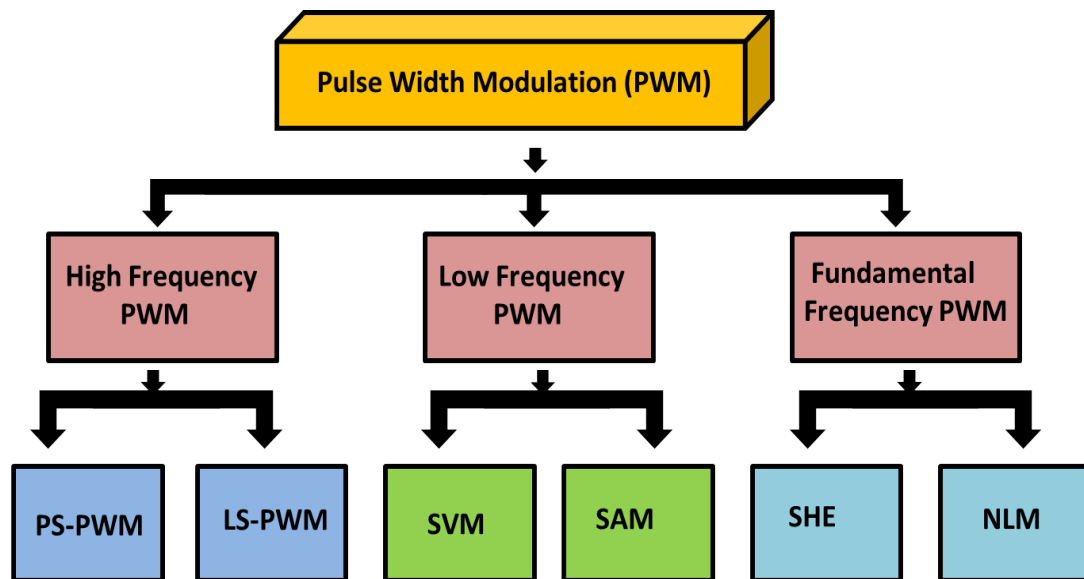 Pulse Width Modulation (PWM)
High Frequency
PWM
Low Frequency
PWM
Fundamental
Frequency PWM
PS-PWM
LS-PWM
SVM
SAM
SHE
NLM